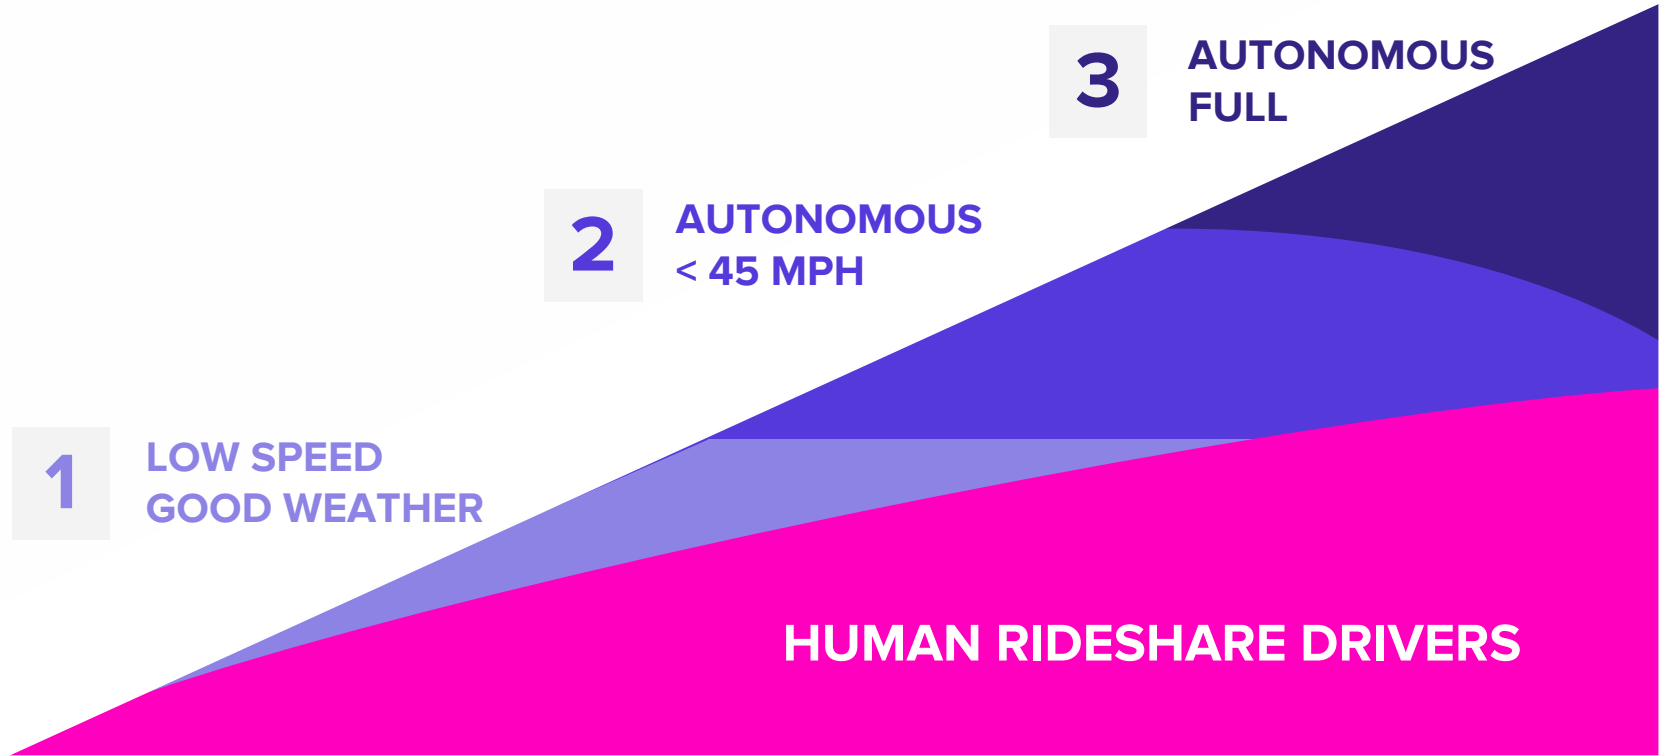 3
AUTONOMOUS
FULL
2
AUTONOMOUS
< 45 MPH
1
LOW SPEED
GOOD WEATHER
HUMAN RIDESHARE DRIVERS